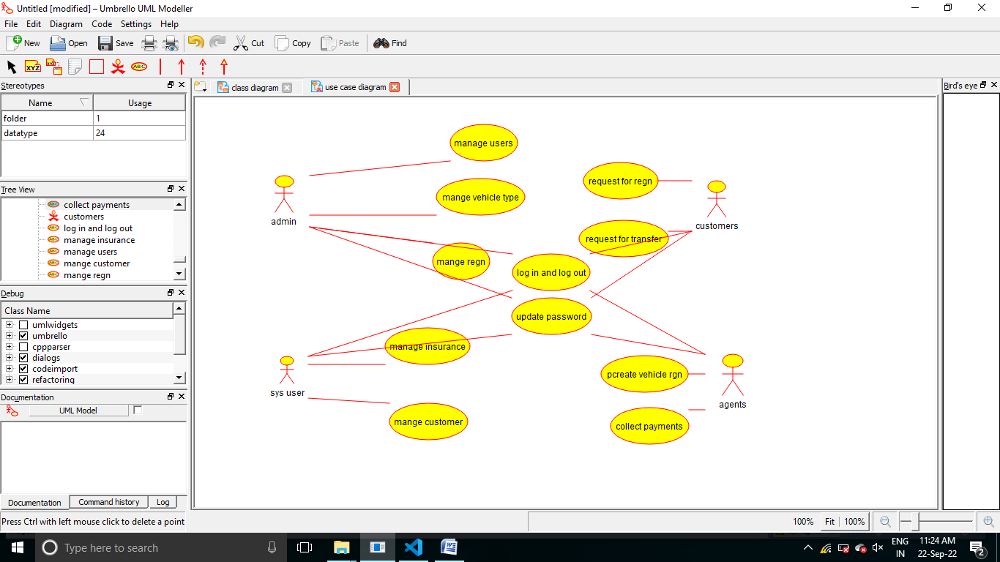 Untitled [modified] – Umbrello UML Modeller
File Edit Diagram Code Settings Help
New Open Save Cut Copy Paste Find
XYZ XYZ ABC
Stereotypes
Name Usage
folder 1
datatype 24
Tree View
collect payments
customers
log in and log out
manage insurance
manage users
mange customer
mange regn
Debug
Class Name
umlwidgets
umbrello
cppparser
dialogs
codeimport
refactoring
Documentation
UML Model
Documentation Command history Log
Press Ctrl with left mouse click to delete a point
class diagram use case diagram
manage users
request for regn
mange vehicle type
admin
customers
request for transfer
mange regn
log in and log out
update password
manage insurance
sys user
pcreate vehicle rgn
agents
mange customer
collect payments
Bird's eye
100% Fit 100%
Type here to search
ENG
IN
11:24 AM
22-Sep-22
2